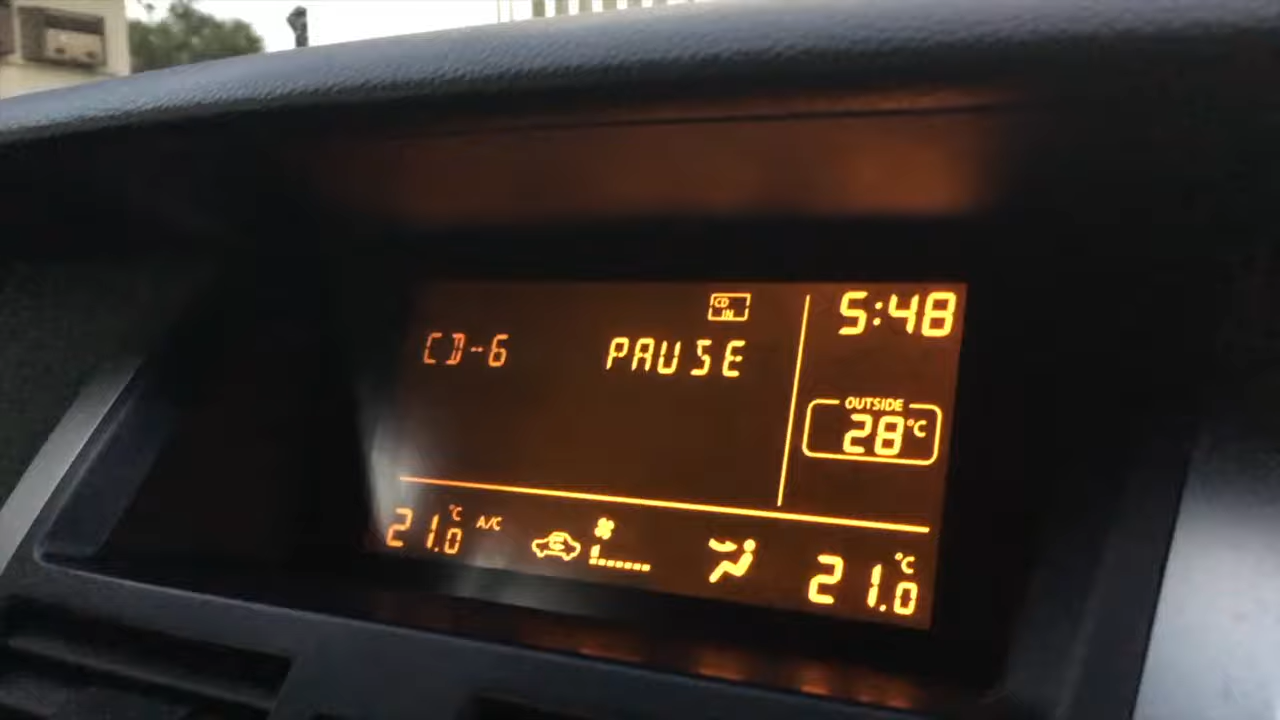 CD IN
5:48
CD-6 PAUSE
OUTSIDE
28°C
21.0°C A/C
21.0°C